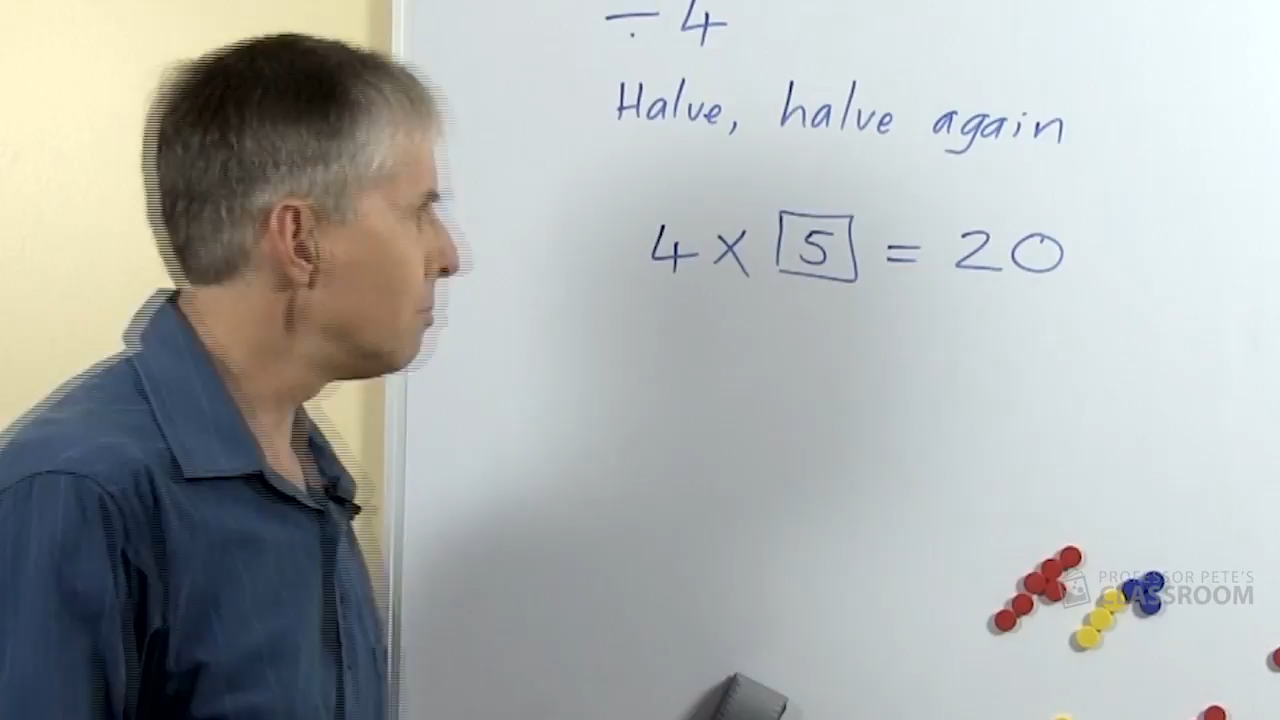 ÷ 4
Halve, halve again
4 × 5 = 20
PROFESSOR PETE'S
CLASSROOM